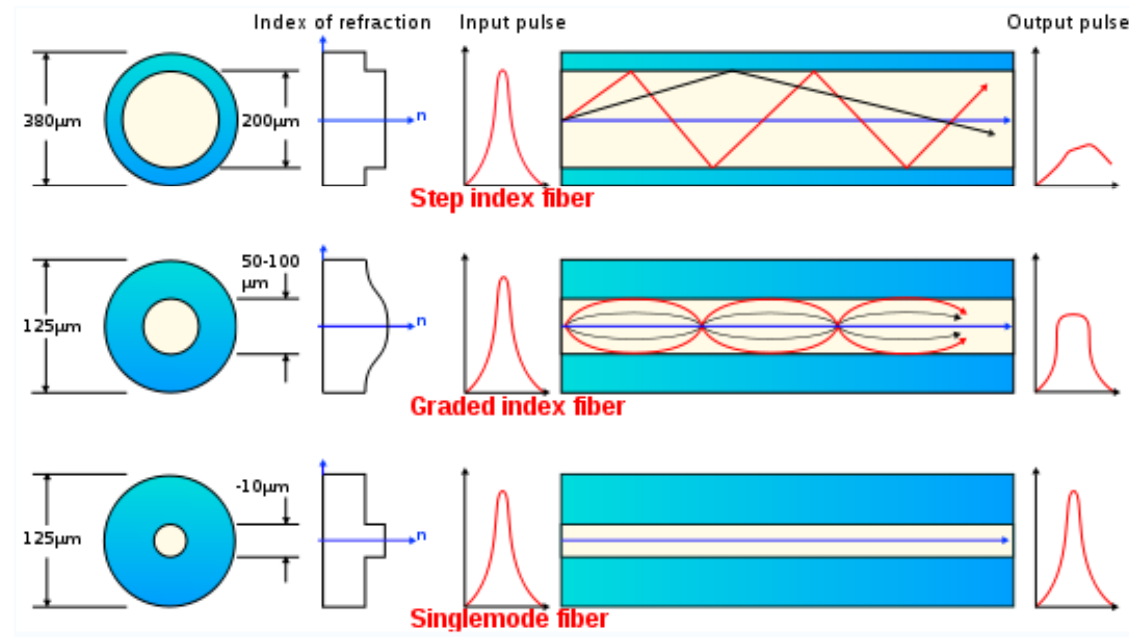 Index of refraction
Input pulse
Output pulse
380μm
200μm
n
Step index fiber
50-100
μm
125μm
n
Graded index fiber
-10μm
125μm
n
Singlemode fiber